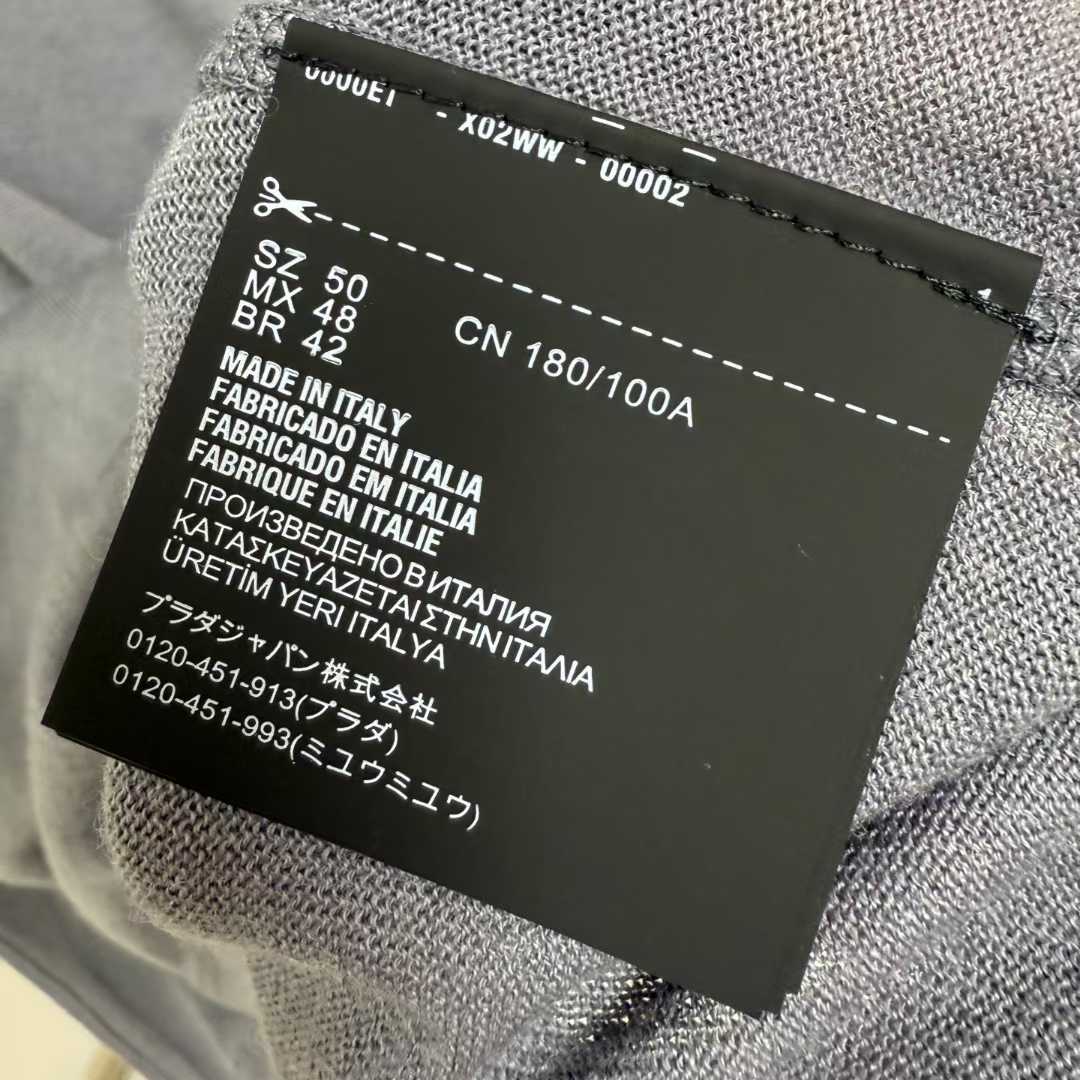 - X02WW - 00002
SZ 50
MX 48
BR 42
CN 180/100A
MADE IN ITALY
FABRICADO EN ITALIA
FABRICADO EM ITALIA
FABRIQUE EN ITALIE
ПРОИЗВЕДЕНО В ИТАЛИЯ
ΚΑΤΑΣΚΕΥΑΖΕΤΑΙ ΣΤΗΝ ΙΤΑΛΙΑ
ÜRETİM YERI ITALYA
プラダジャパン株式会社
0120-451-913(プラダ)
0120-451-993(ミユウミユウ)